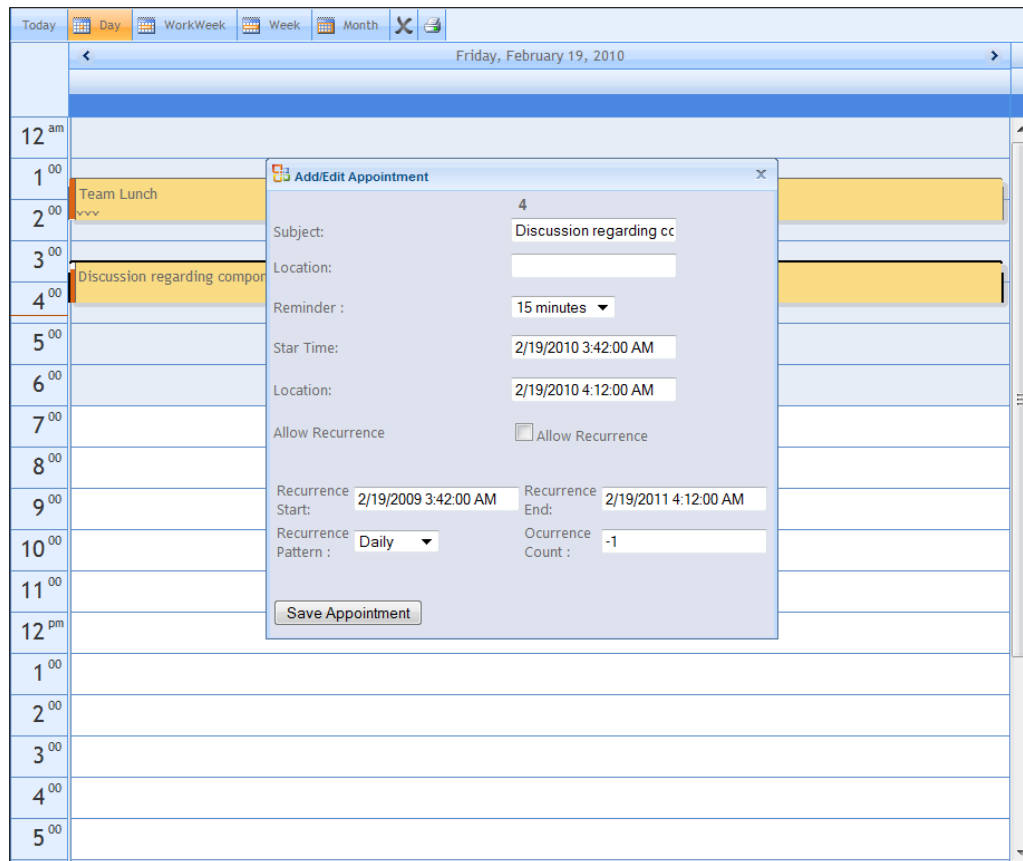 Today Day WorkWeek Week Month
Friday, February 19, 2010
12 am
1 00
Team Lunch
2 00
vvv
3 00
Discussion regarding compor
4 00
5 00
6 00
7 00
8 00
9 00
10 00
11 00
12 pm
1 00
2 00
3 00
4 00
5 00
Add/Edit Appointment x
4
Subject: Discussion regarding cc
Location:
Reminder : 15 minutes
Star Time: 2/19/2010 3:42:00 AM
Location: 2/19/2010 4:12:00 AM
Allow Recurrence Allow Recurrence
Recurrence Start: 2/19/2009 3:42:00 AM Recurrence End: 2/19/2011 4:12:00 AM
Recurrence Pattern : Daily Ocurrence Count : -1
Save Appointment